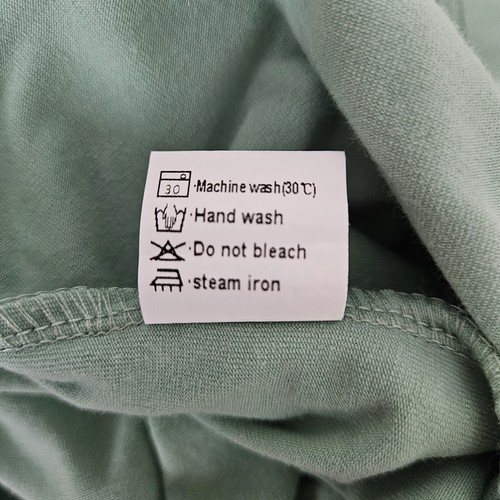 30 ·Machine wash(30℃)
·Hand wash
·Do not bleach
·steam iron